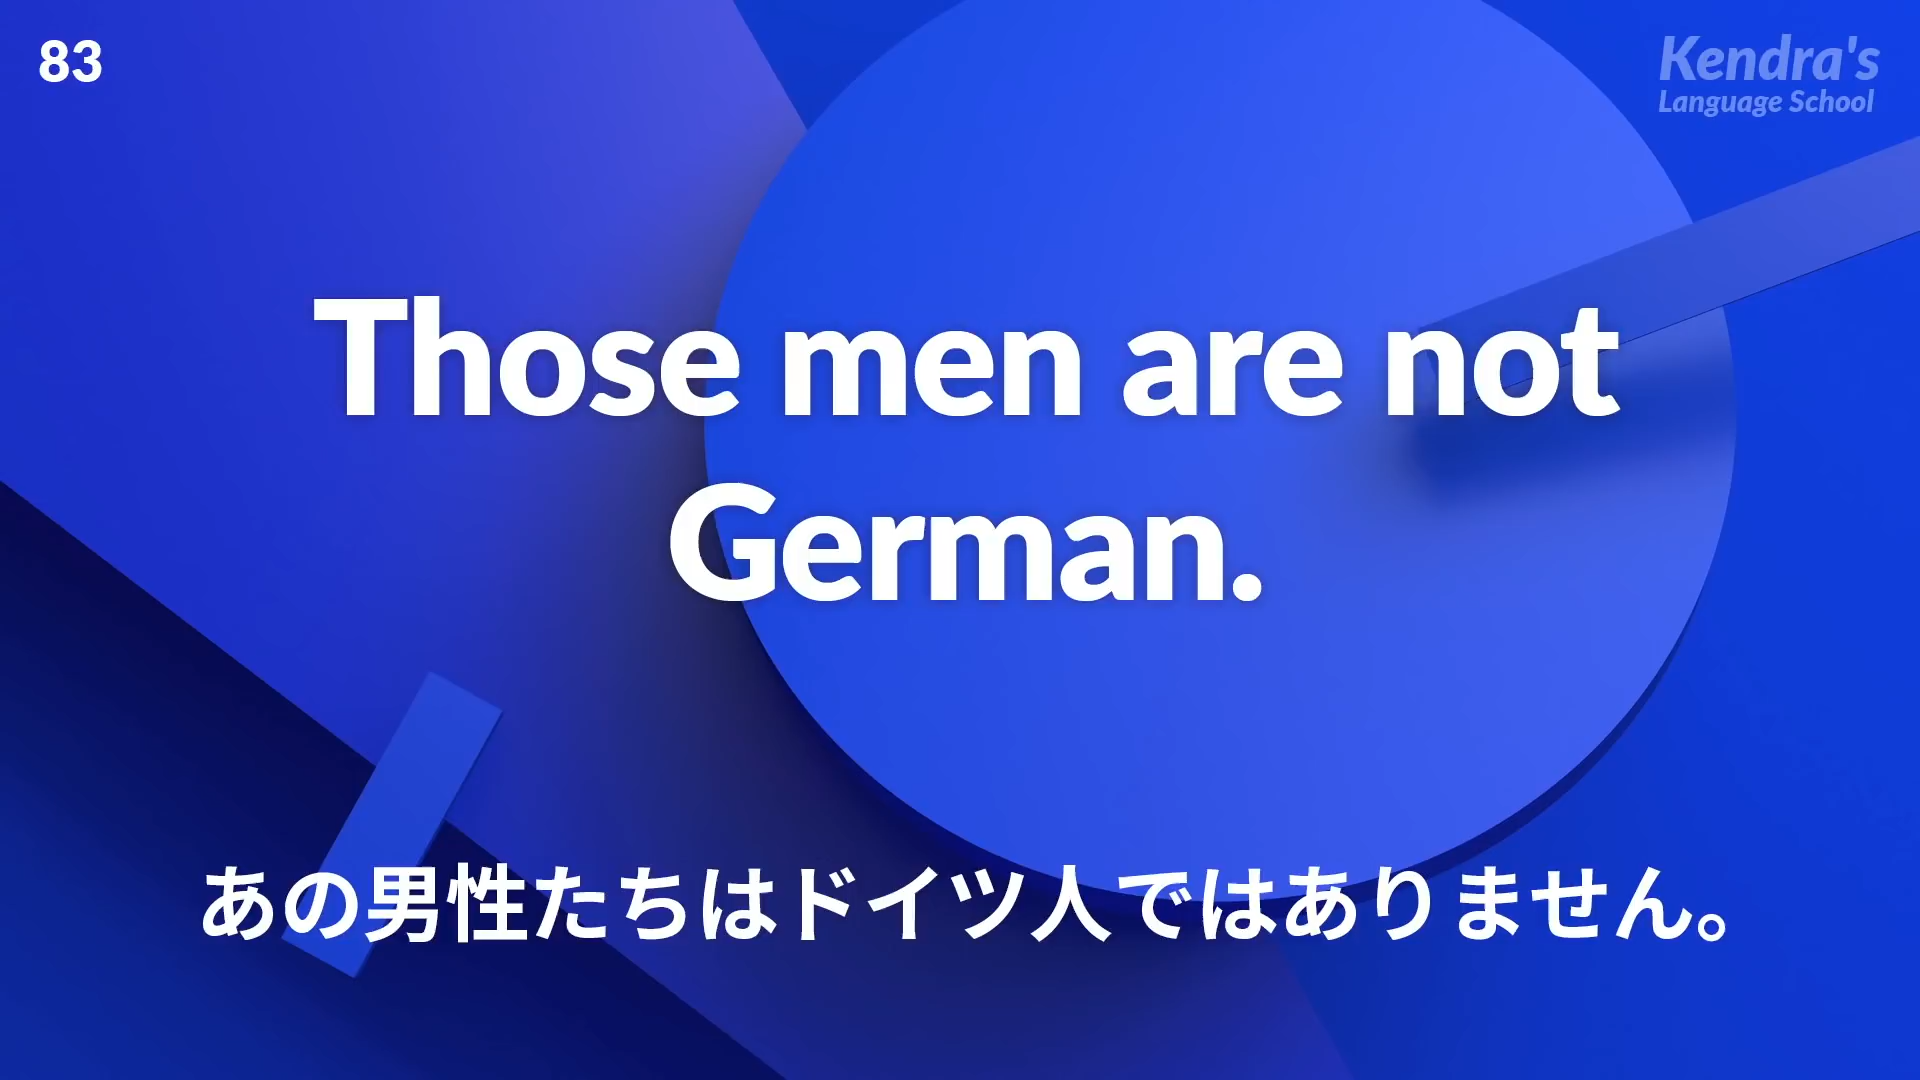 83
Kendra's
Language School
Those men are not
German.
あの男性たちはドイツ人ではありません。